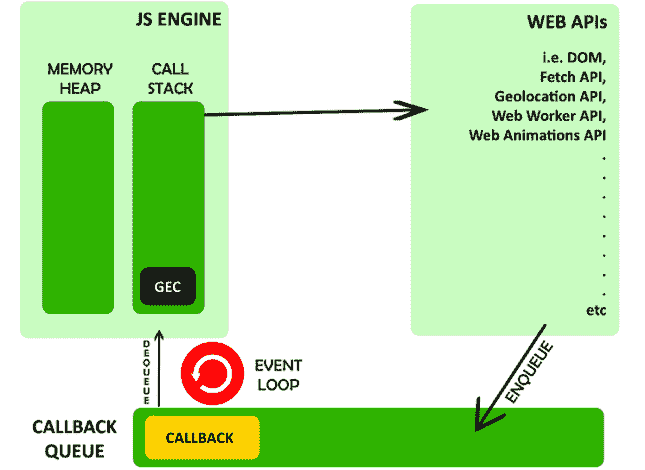 JS ENGINE
MEMORY
HEAP
CALL
STACK
GEC
WEB APIs
i.e. DOM,
Fetch API,
Geolocation API,
Web Worker API,
Web Animations API
.
.
.
.
.
.
.
.
etc
DEQUEUE
EVENT
LOOP
ENQUEUE
CALLBACK
QUEUE
CALLBACK